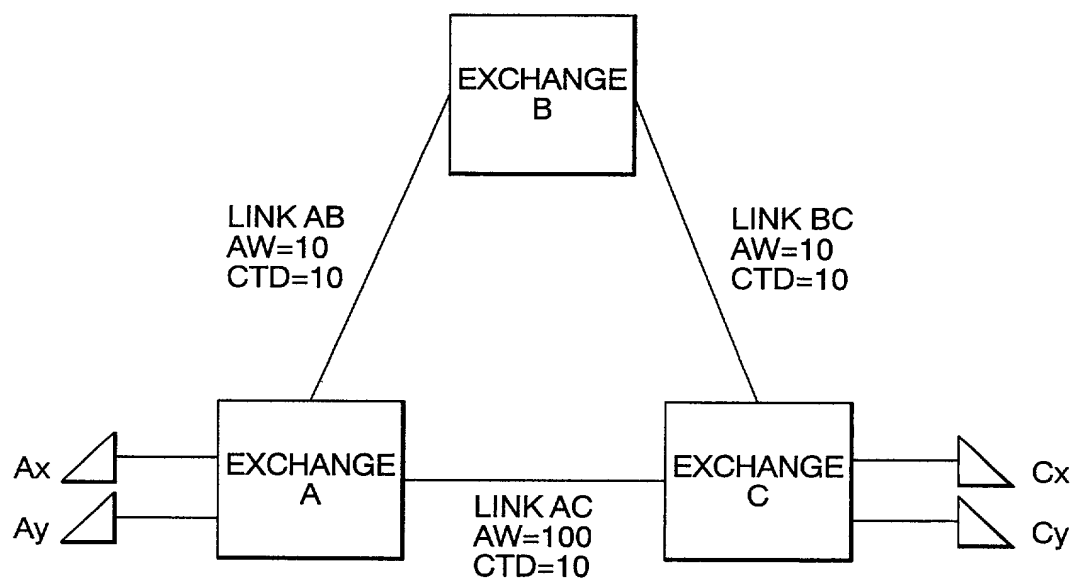 EXCHANGE
B
LINK AB
AW=10
CTD=10
LINK BC
AW=10
CTD=10
Ax
Ay
EXCHANGE
A
LINK AC
AW=100
CTD=10
EXCHANGE
C
Cx
Cy